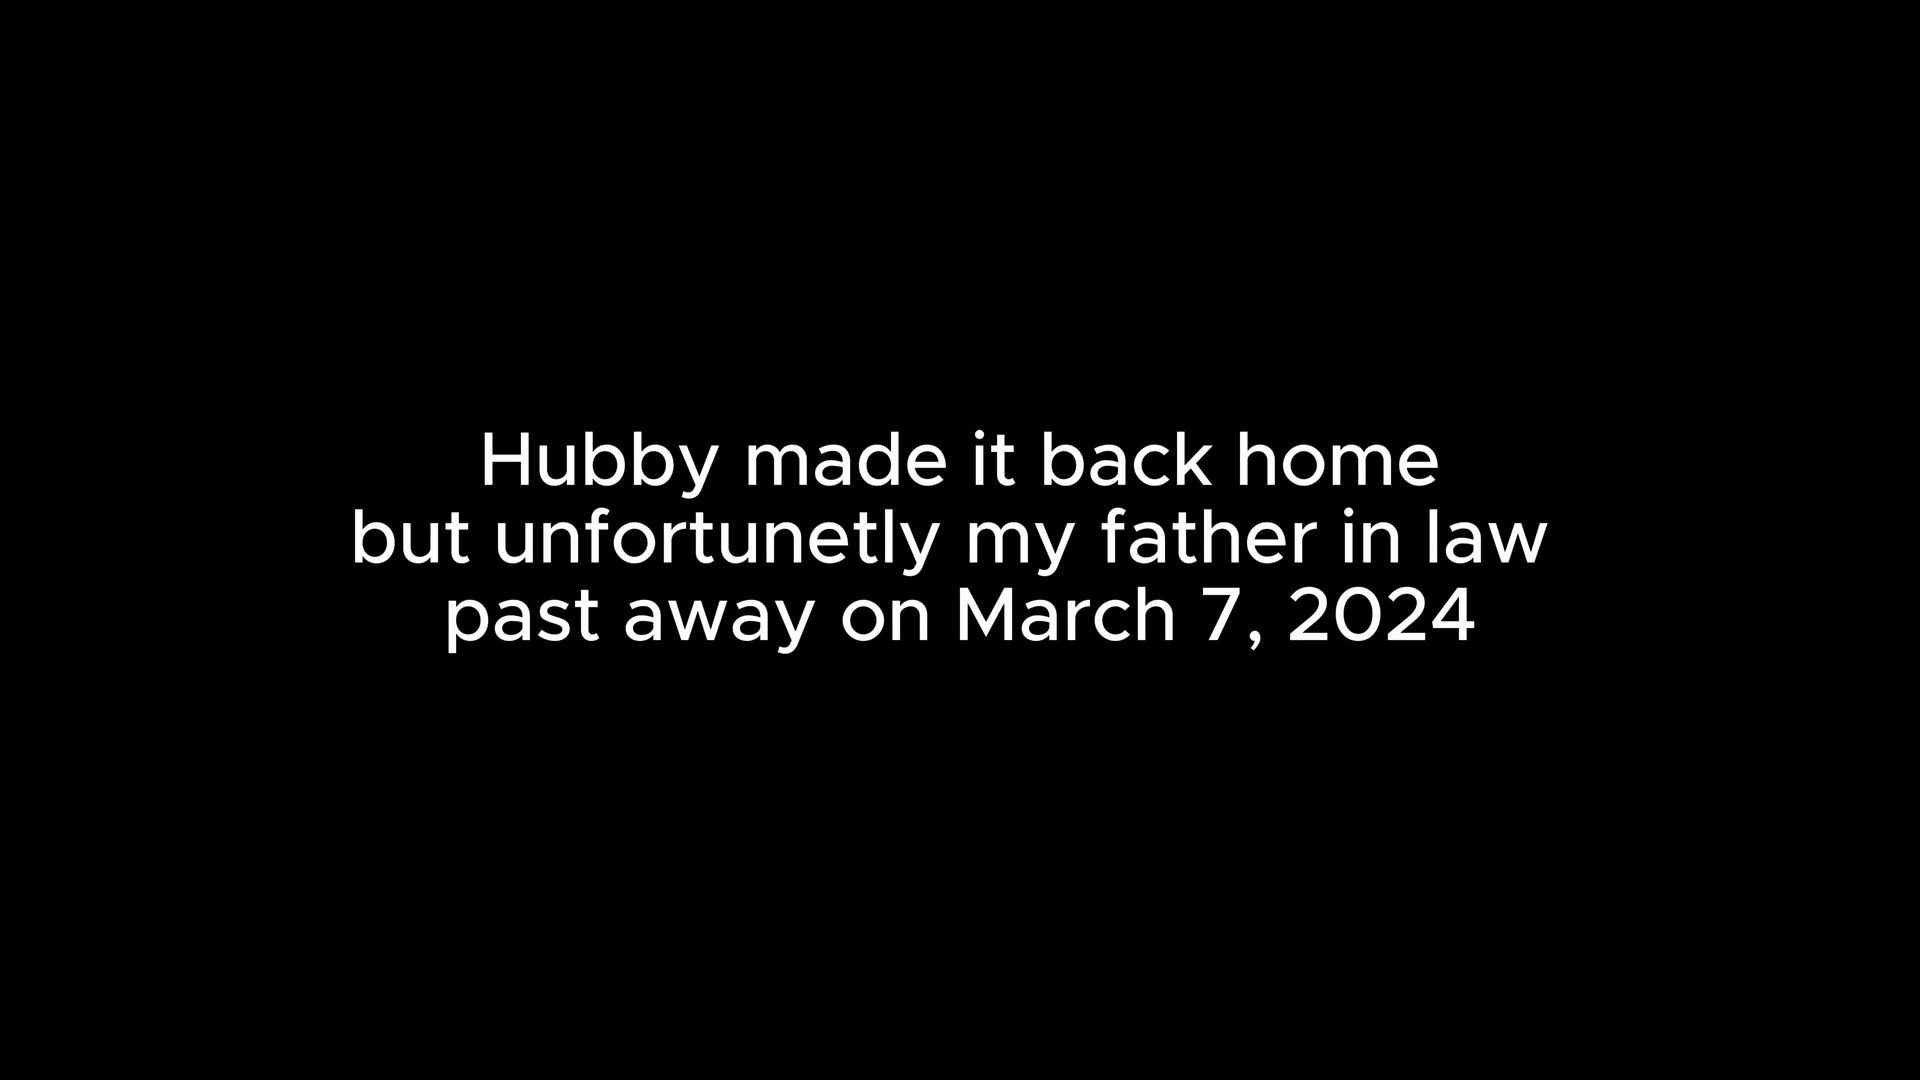 Hubby made it back home
but unfortunetly my father in law
past away on March 7, 2024